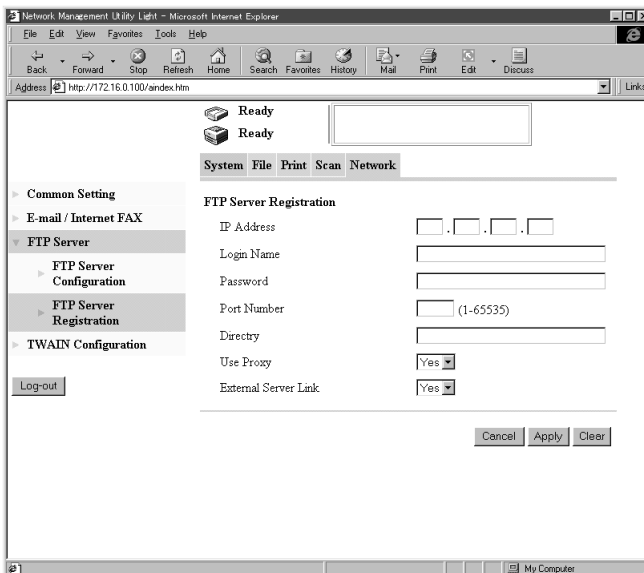 Network Management Utility Light - Microsoft Internet Explorer
File Edit View Favorites Tools Help
Back Forward Stop Refresh Home Search Favorites History Mail Print Edit Discuss
Address http://172.16.0.100/aindex.htm Links
Ready
Ready
System File Print Scan Network
Common Setting
E-mail / Internet FAX
FTP Server
FTP Server
Configuration
FTP Server
Registration
TWAIN Configuration
Log-out
FTP Server Registration
IP Address . . .
Login Name
Password
Port Number (1-65535)
Directry
Use Proxy Yes
External Server Link Yes
Cancel Apply Clear
My Computer